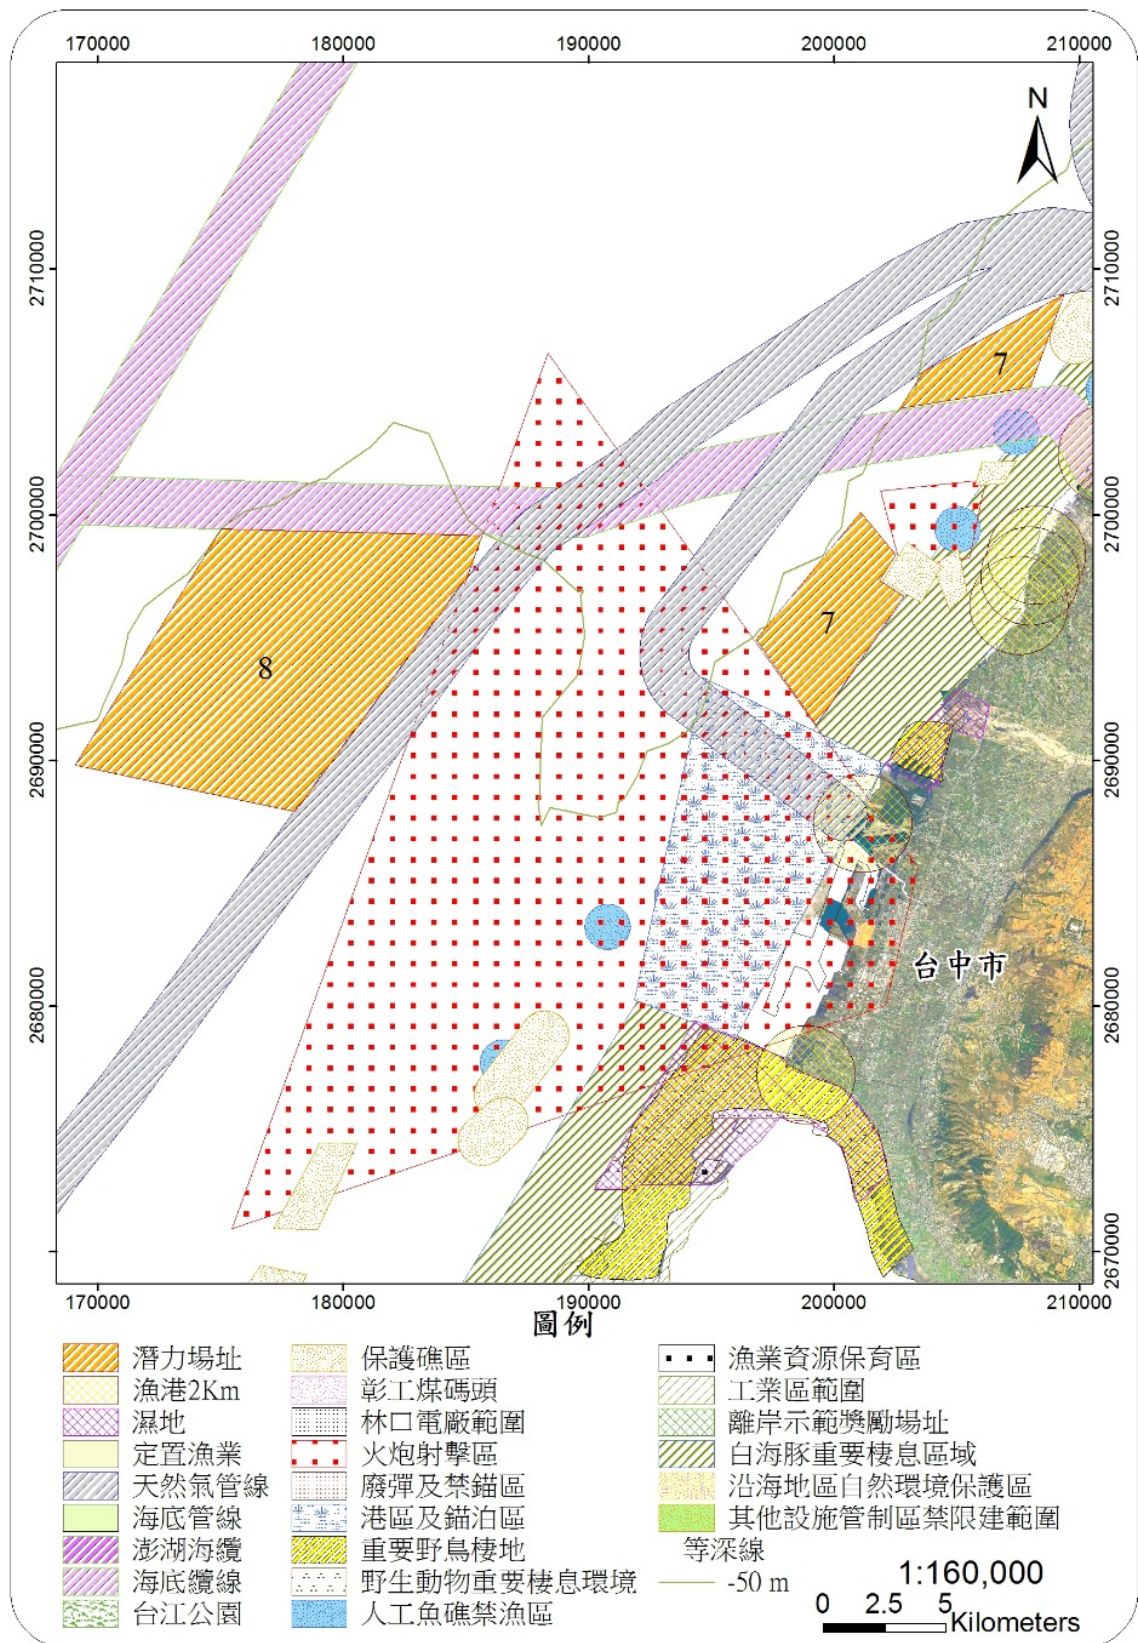 170000 180000 190000 200000 210000
N
2710000 2710000
7
2700000 2700000
7
8
2690000 2690000
台中市
2680000 2680000
2670000
170000 180000 190000 200000 210000
圖例
潛力場址
漁港2Km
濕地
定置漁業
天然氣管線
海底管線
澎湖海纜
海底纜線
台江公園
保護礁區
彰工煤碼頭
林口電廠範圍
火炮射擊區
廢彈及禁錨區
港區及錨泊區
重要野鳥棲地
野生動物重要棲息環境
人工魚礁禁漁區
漁業資源保育區
工業區範圍
離岸示範獎勵場址
白海豚重要棲息區域
沿海地區自然環境保護區
其他設施管制區禁限建範圍
等深線
-50 m
1:160,000
0 2.5 5
Kilometers